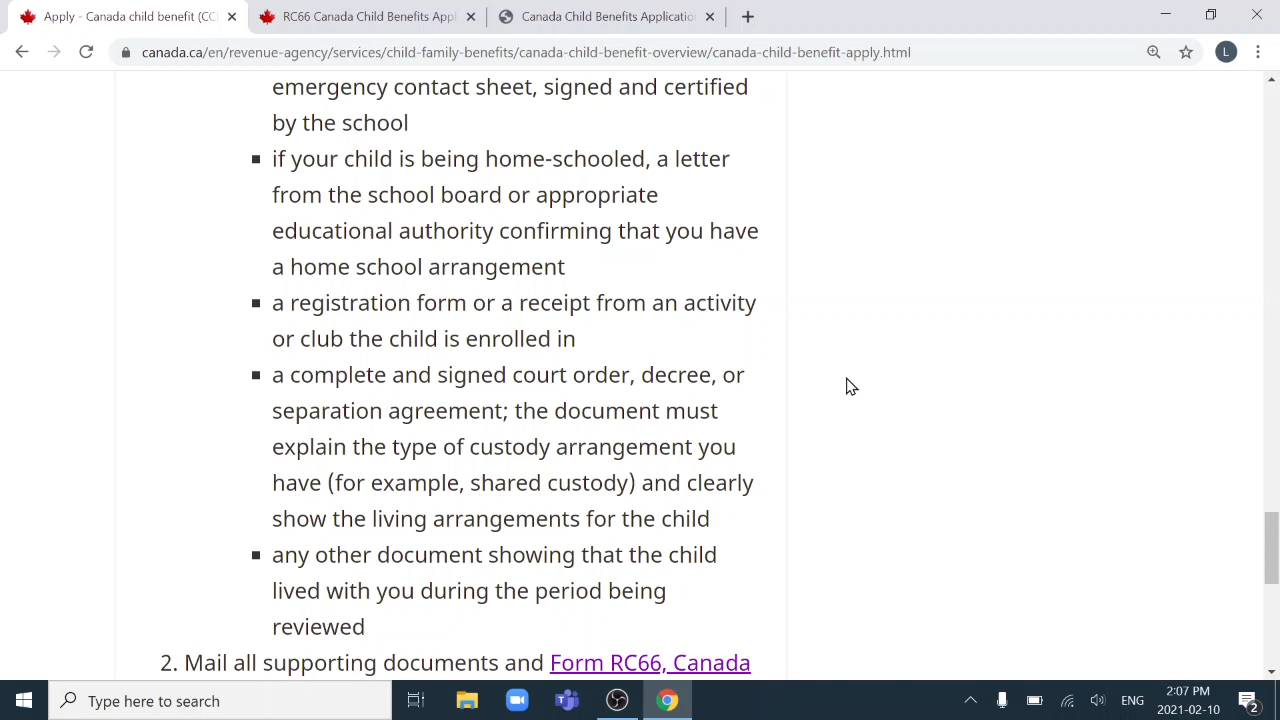 Apply - Canada child benefit (CC
RC66 Canada Child Benefits Appl
Canada Child Benefits Applicatio
canada.ca/en/revenue-agency/services/child-family-benefits/canada-child-benefit-overview/canada-child-benefit-apply.html
L
emergency contact sheet, signed and certified
by the school
if your child is being home-schooled, a letter
from the school board or appropriate
educational authority confirming that you have
a home school arrangement
a registration form or a receipt from an activity
or club the child is enrolled in
a complete and signed court order, decree, or
separation agreement; the document must
explain the type of custody arrangement you
have (for example, shared custody) and clearly
show the living arrangements for the child
any other document showing that the child
lived with you during the period being
reviewed
2. Mail all supporting documents and Form RC66, Canada
Type here to search
ENG
2:07 PM
2021-02-10
2